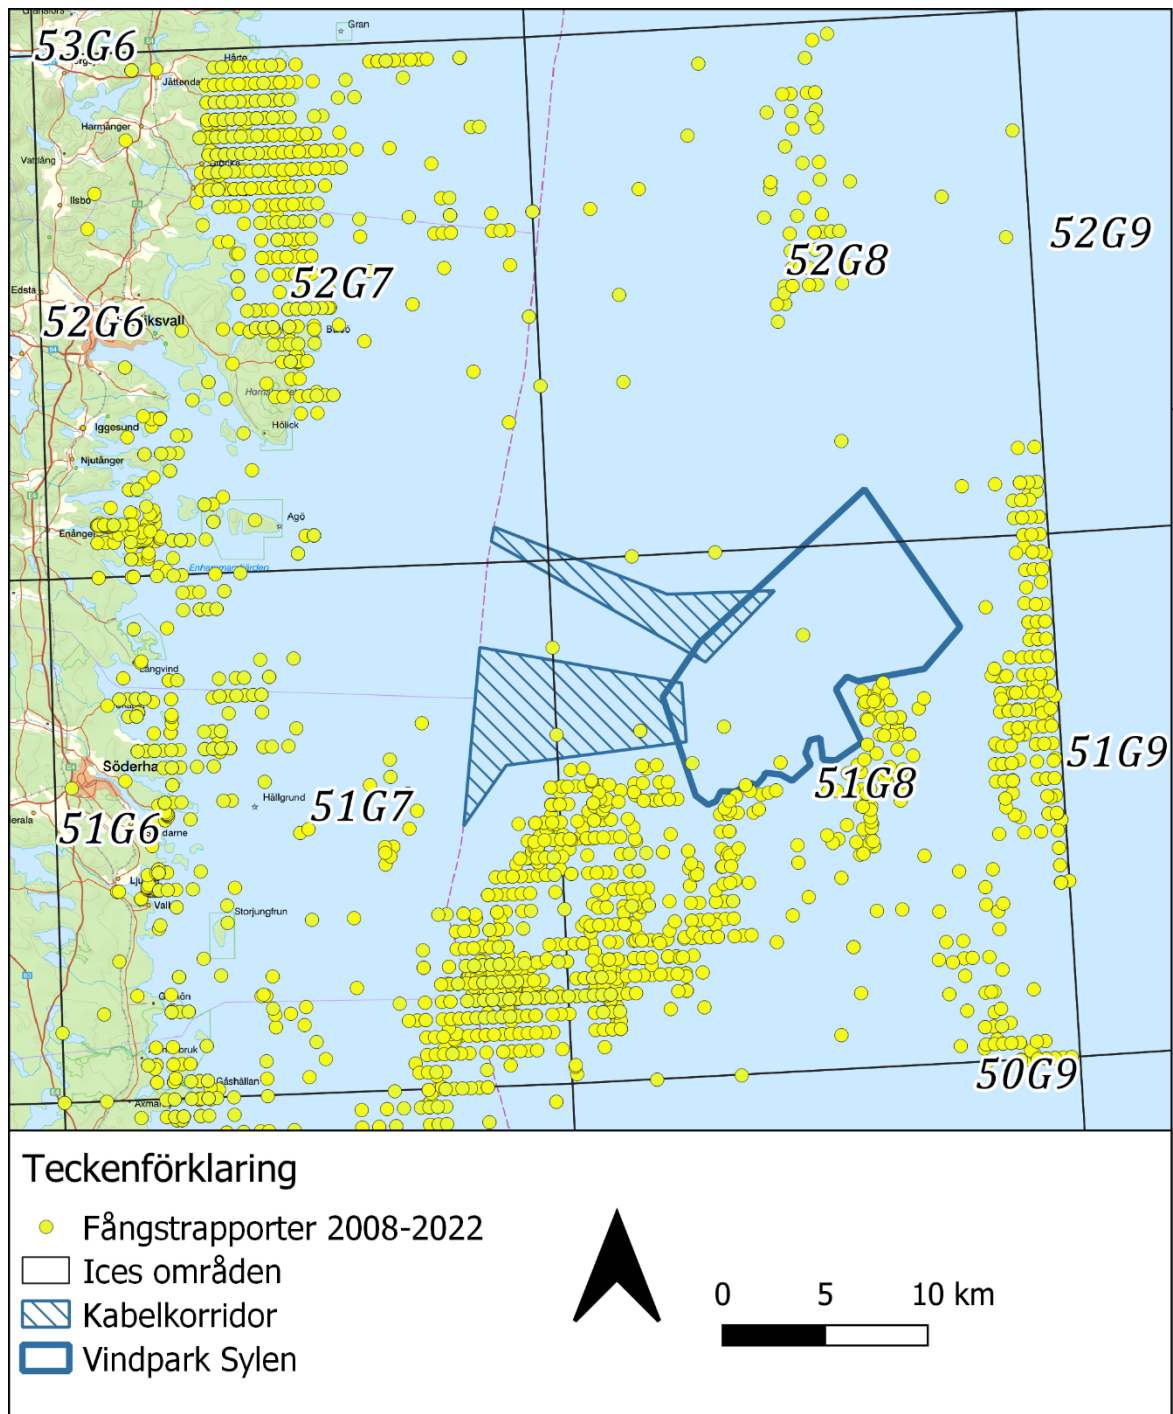 Gran
53G6
Härte
Jättendal
Harmånger
Vattlång
Ilsbo
52G9
52G8
52G7
Edsta
52G6
iksvall
Hornslandet
Iggesund
Hölick
Njutånger
Agö
Enånger
Enhammarsfjärden
Långvind
51G9
Söderha
51G8
Hällgrund
51G7
51G6
Storjungfrun
50G9
Gåshällan
Teckenförklaring
Fångstrapporter 2008-2022
Ices områden
Kabelkorridor
Vindpark Sylen
0 5 10 km